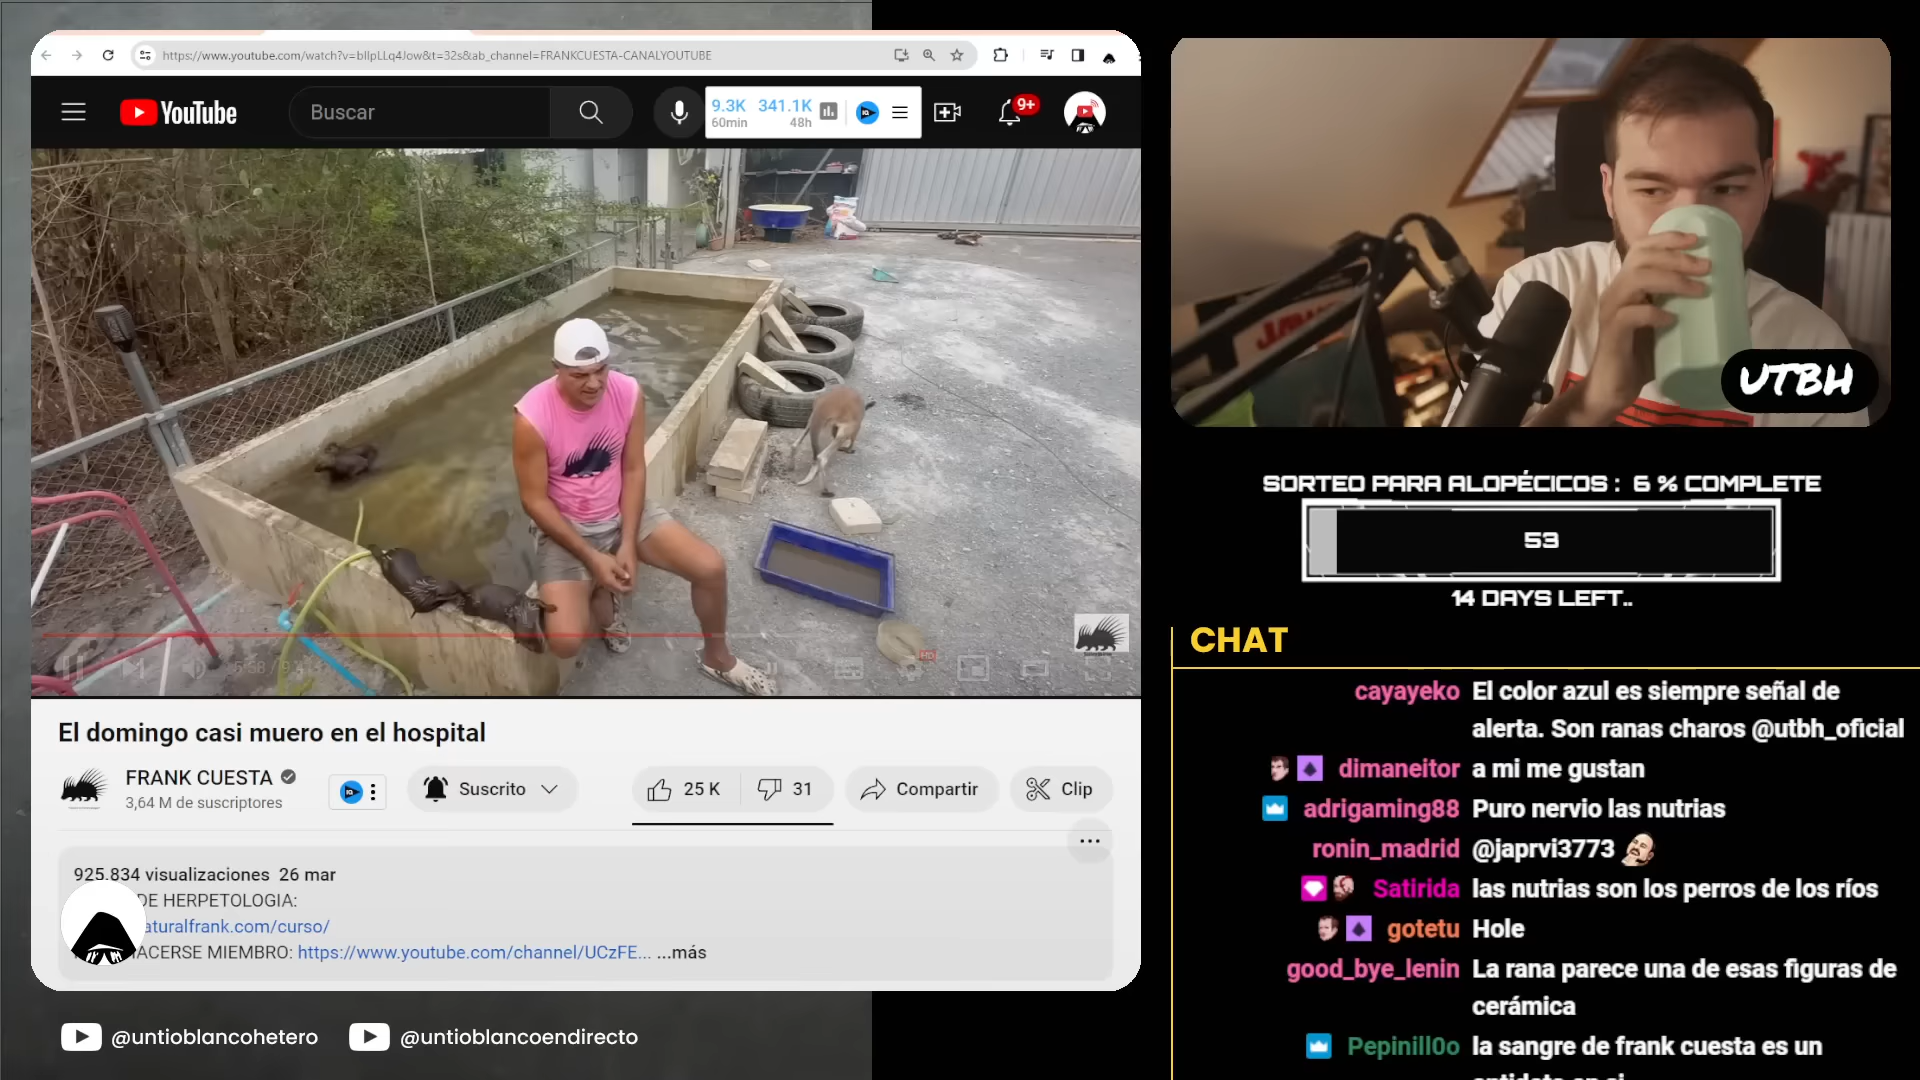 https://www.youtube.com/watch?v=bIlpLLq4Jow&t=32s&ab_channel=FRANKCUESTA-CANALYOUTUBE
YouTube
Buscar
9.3K 341.1K
60min 48h
9+
HD
El domingo casi muero en el hospital
FRANK CUESTA
3,64 M de suscriptores
Suscrito
25 K
31
Compartir
Clip
...
925.834 visualizaciones 26 mar
DE HERPETOLOGIA:
aturalfrank.com/curso/
ACERSE MIEMBRO: https://www.youtube.com/channel/UCzFE... ...más
@untioblancohetero
@untioblancoendirecto
UTBH
SORTEO PARA ALOPÉCICOS : 6 % COMPLETE
53
14 DAYS LEFT..
CHAT
cayayeko El color azul es siempre señal de
alerta. Son ranas charos @utbh_oficial
dimaneitor a mi me gustan
adrigaming88 Puro nervio las nutrias
ronin_madrid @japrvi3773
Satirida las nutrias son los perros de los ríos
gotetu Hole
good_bye_lenin La rana parece una de esas figuras de
cerámica
Pepinill0o la sangre de frank cuesta es un